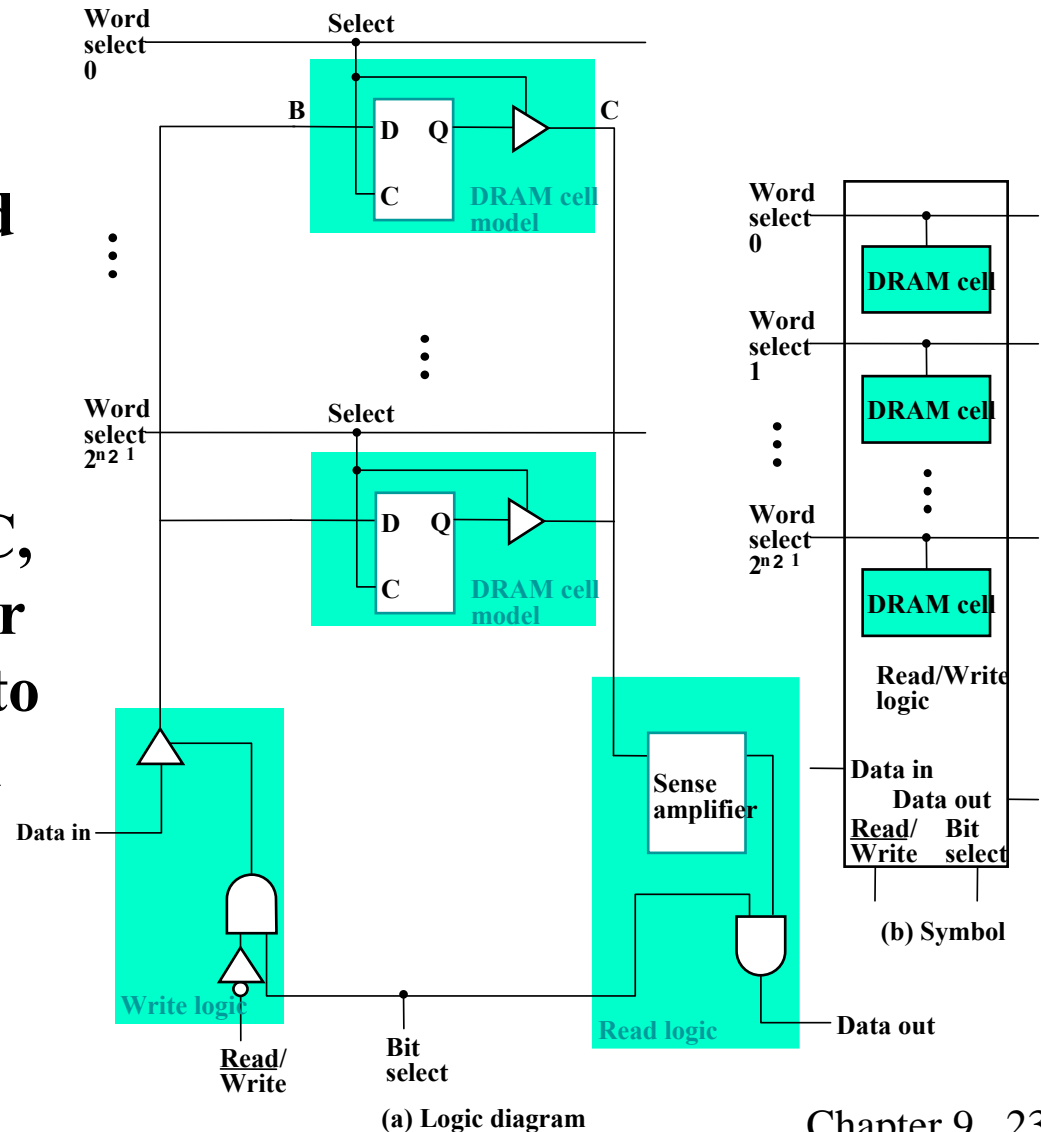 d
C,
r
to
Word
select
0
Select
B
C
D Q
C
DRAM cell
model
Word
select
2ⁿ ² ¹
Select
D Q
C
DRAM cell
model
Data in
Write logic
Read/
Write
Bit
select
Sense
amplifier
Read logic
Data out
(a) Logic diagram
Word
select
0
DRAM cell
Word
select
1
DRAM cell
Word
select
2ⁿ ² ¹
DRAM cell
Read/Write
logic
Data in
Data out
Read/
Write
Bit
select
(b) Symbol
Chapter 9 23